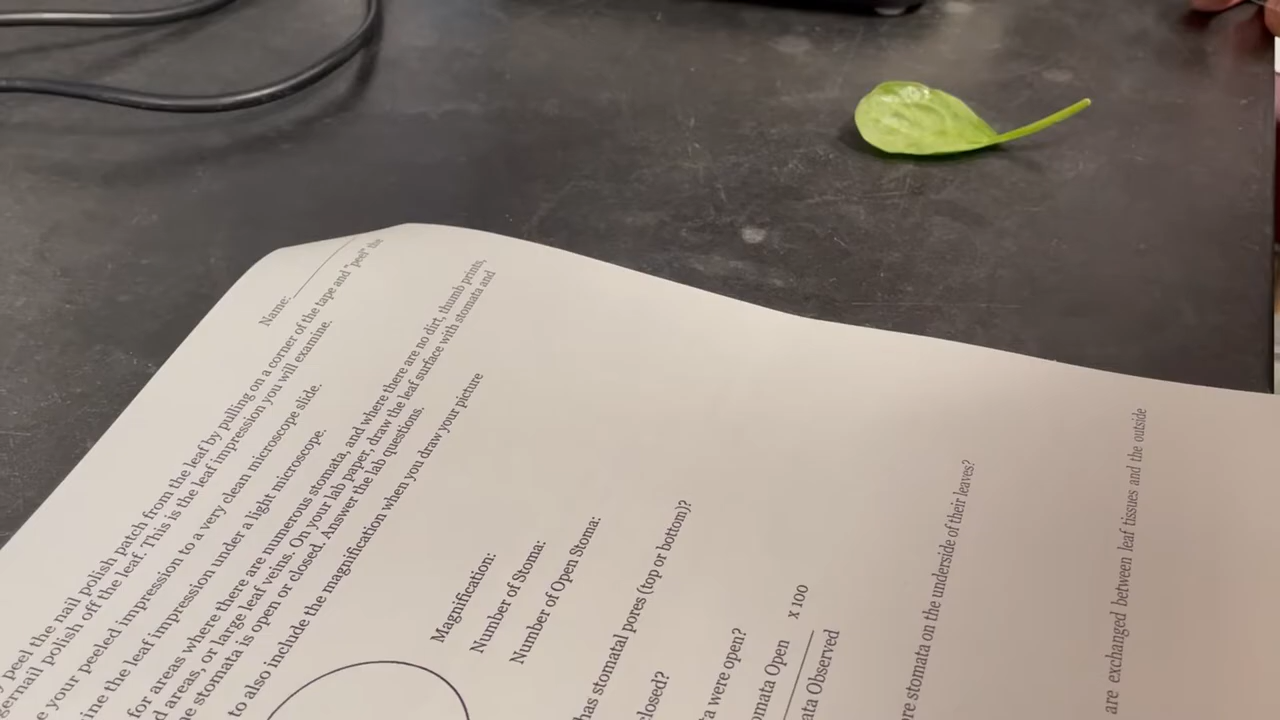 Name:
peel the nail polish patch from the leaf by pulling on a corner of the tape and "peel" the
polish off the leaf. This is the leaf impression you will examine.
your peeled impression to a very clean microscope slide.
the leaf impression under a light microscope.
for areas where there are numerous stomata, and where there are no dirt, thumb prints,
areas, or large leaf veins. On your lab paper, draw the leaf surface with stomata and
stomata is open or closed. Answer the lab questions.
to also include the magnification when you draw your picture
Magnification:
Number of Stoma:
Number of Open Stoma:
has stomatal pores (top or bottom)?
closed?
were open?
Open x 100
Observed
stomata on the underside of their leaves?
are exchanged between leaf tissues and the outside